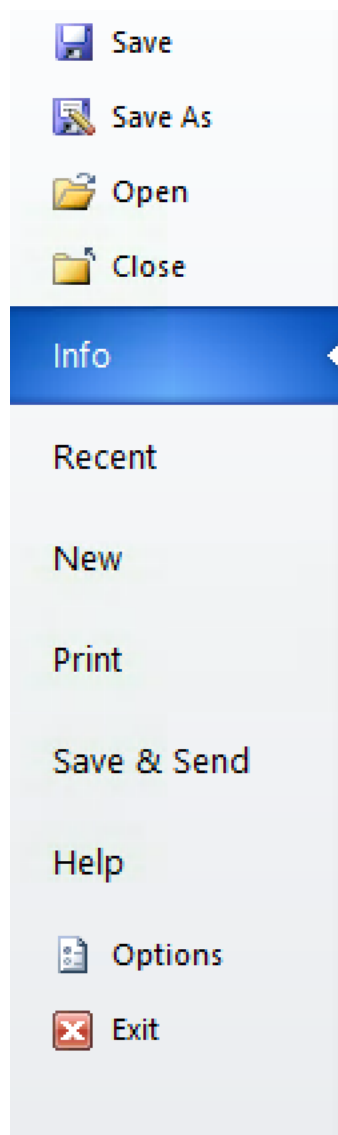 Save
Save As
Open
Close
Info
Recent
New
Print
Save & Send
Help
Options
Exit